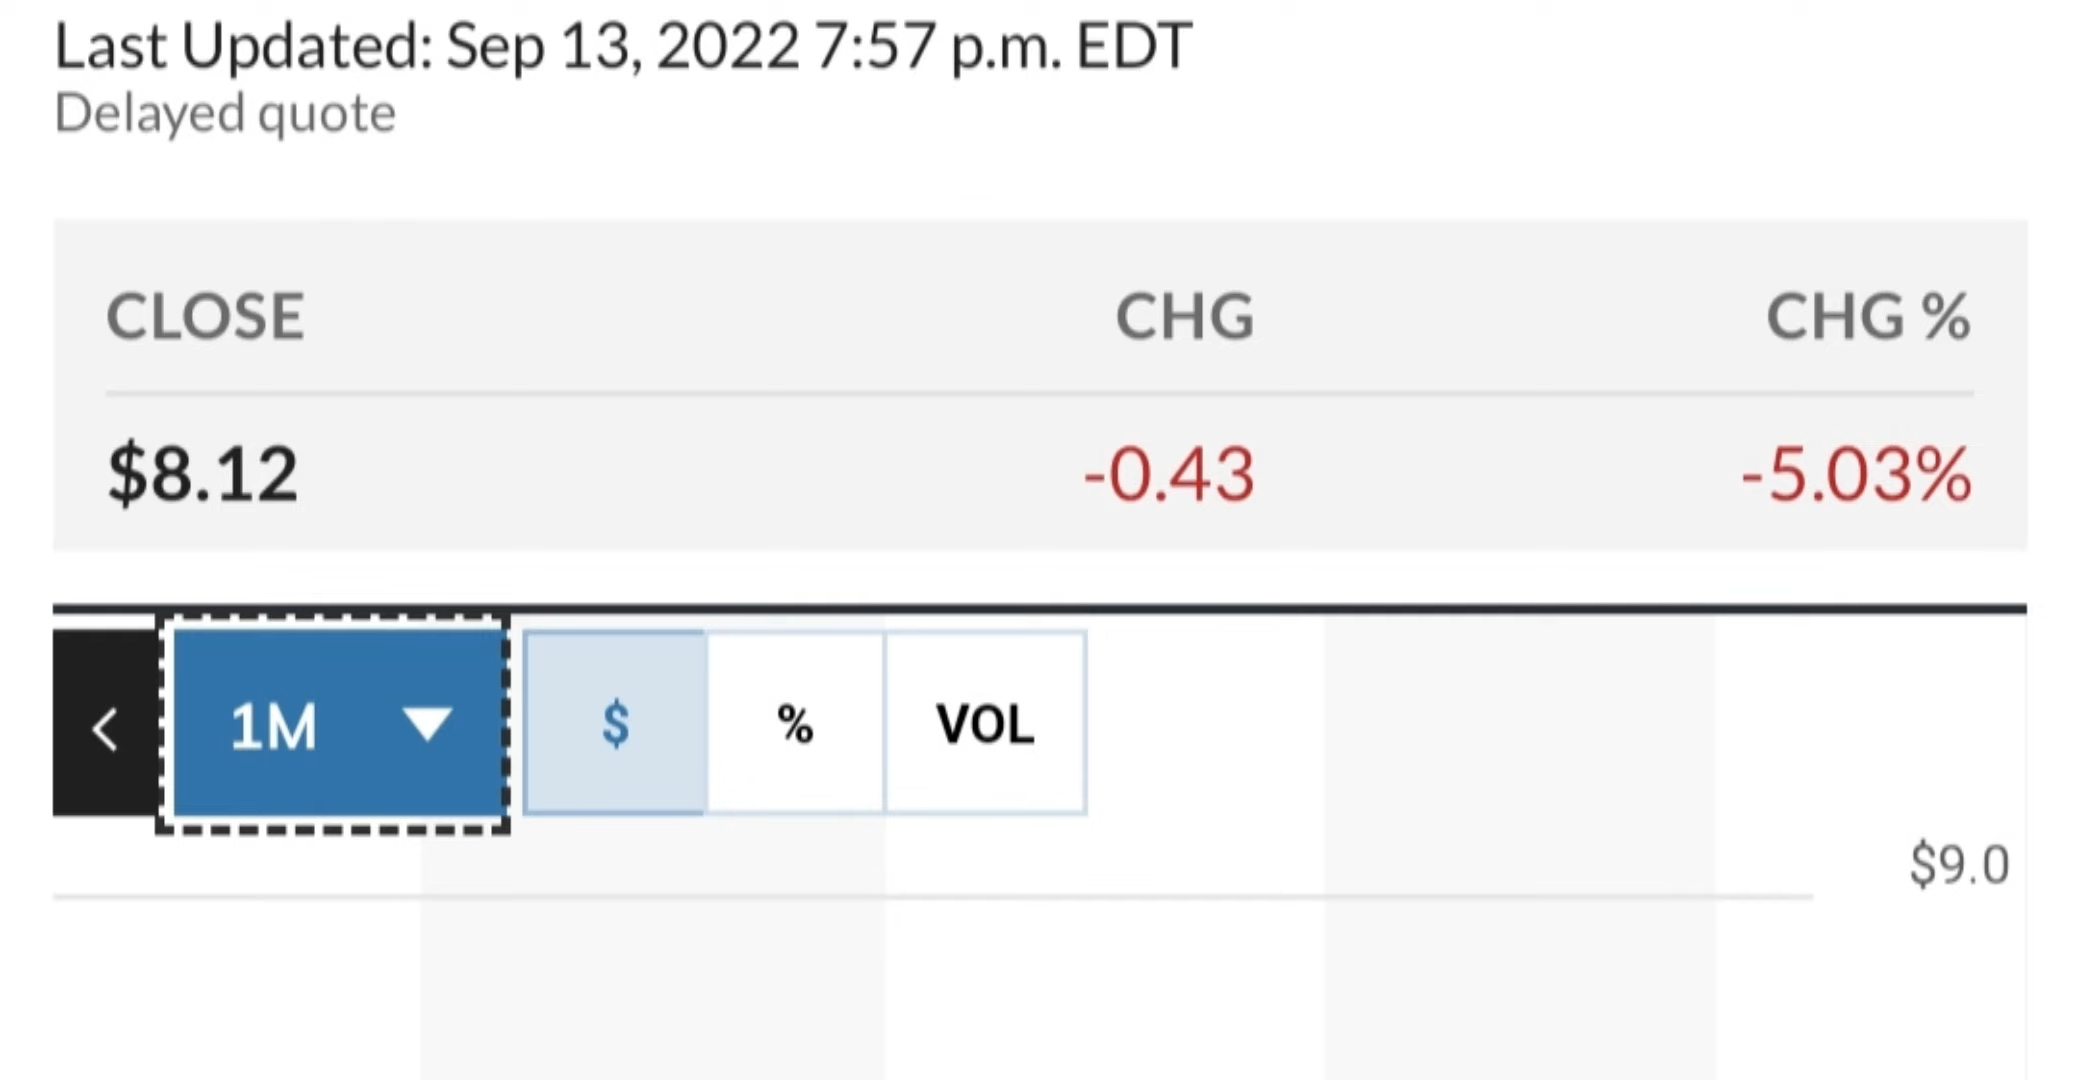 Last Updated: Sep 13, 2022 7:57 p.m. EDT
Delayed quote
CLOSE CHG CHG %
$8.12 -0.43 -5.03%
1M $ % VOL
$9.0